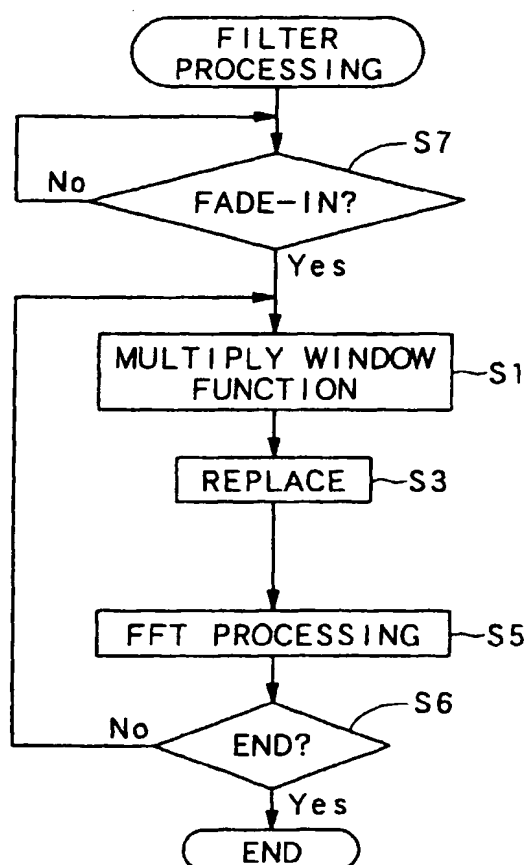 FILTER
PROCESSING
S7
No
FADE-IN?
Yes
MULTIPLY WINDOW
FUNCTION
S1
REPLACE
S3
FFT PROCESSING
S5
S6
No
END?
Yes
END